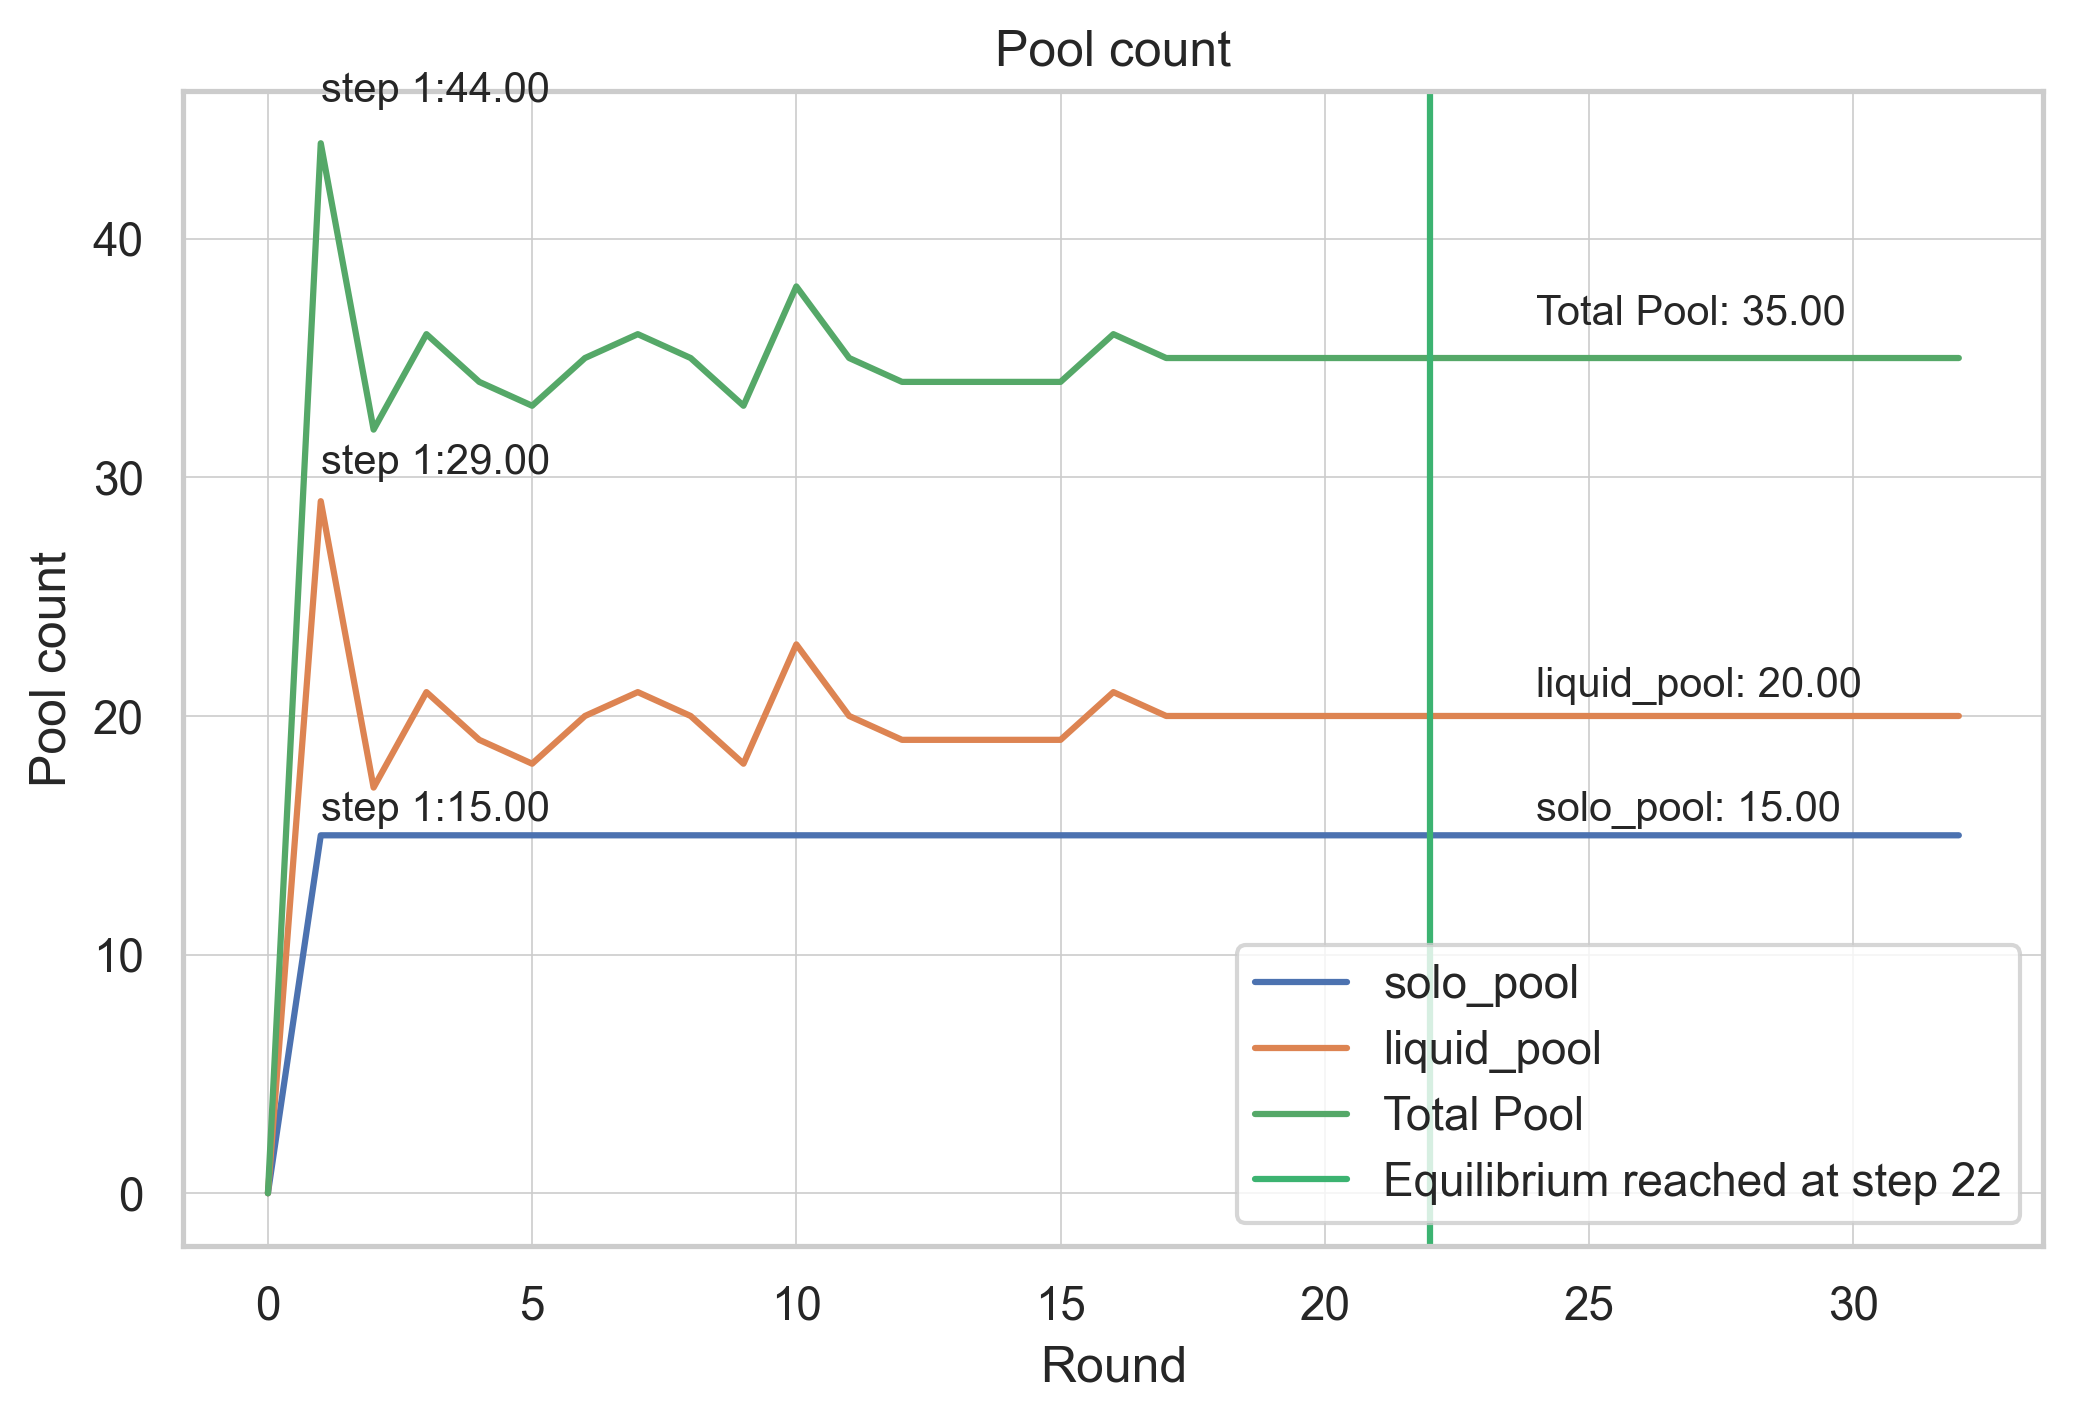 Pool count
step 1:44.00
40
Total Pool: 35.00
step 1:29.00
30
liquid_pool: 20.00
20
step 1:15.00
solo_pool: 15.00
10
0
Pool count
solo_pool
liquid_pool
Total Pool
Equilibrium reached at step 22
0 5 10 15 20 25 30
Round